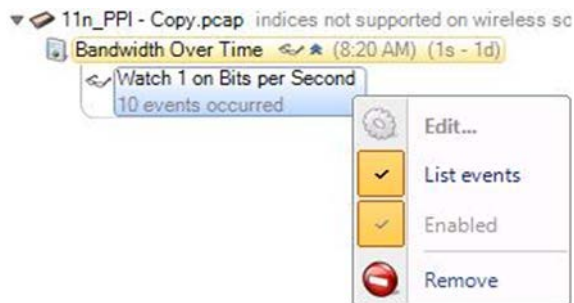 11n_PPI - Copy.pcap indices not supported on wireless
Bandwidth Over Time (8:20 AM) (1s - 1d)
Watch 1 on Bits per Second
10 events occurred
Edit...
List events
Enabled
Remove